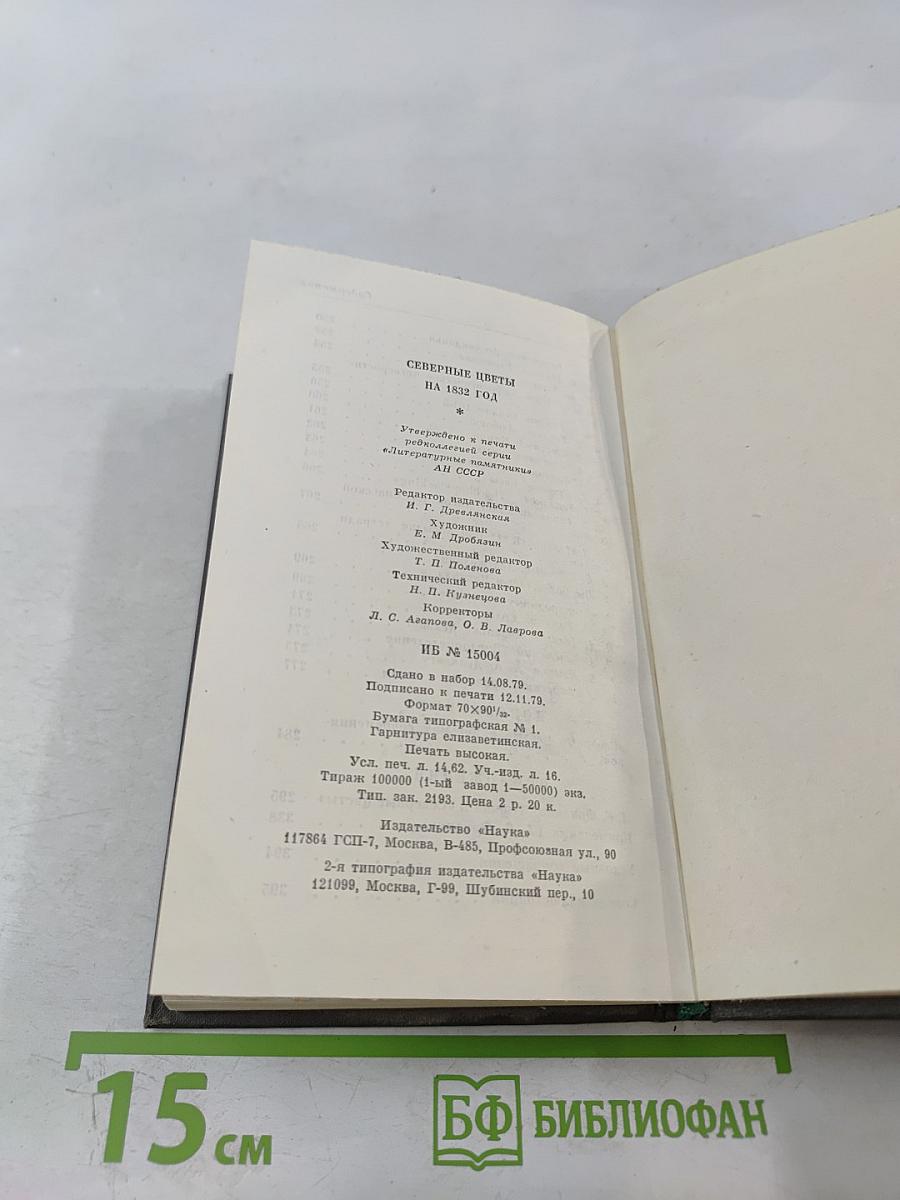 СЕВЕРНЫЕ ЦВЕТЫ
НА 1832 ГОД
*
Утверждено к печати
редколлегией серии
«Литературные памятники»
АН СССР
Редактор издательства
И. Г. Древлянская
Художник
Е. М. Дробязин
Художественный редактор
Т. П. Поленова
Технический редактор
Н. П. Кузнецова
Корректоры
Л. С. Агапова, О. В. Лаврова
ИБ № 15004
Сдано в набор 14.08.79.
Подписано к печати 12.11.79.
Формат 70×90¹/₃₂.
Бумага типографская № 1.
Гарнитура елизаветинская.
Печать высокая.
Усл. печ. л. 14,62. Уч.-изд. л. 16.
Тираж 100000 (1-ый завод 1—50000) экз.
Тип. зак. 2193. Цена 2 р. 20 к.
Издательство «Наука»
117864 ГСП-7, Москва, В-485, Профсоюзная ул., 90
2-я типография издательства «Наука»
121099, Москва, Г-99, Шубинский пер., 10
15 см
БФ БИБЛИОФАН